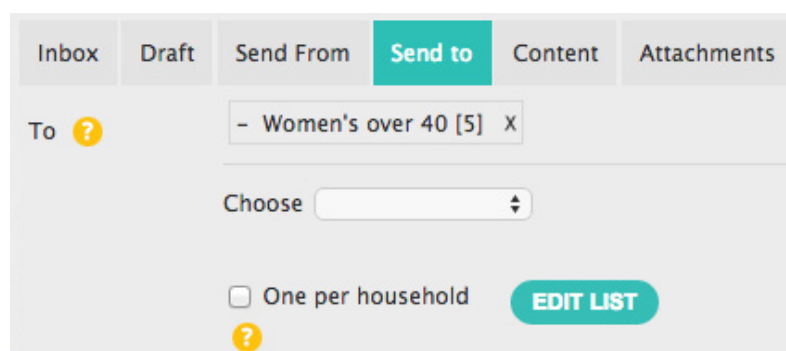 Inbox Draft Send From Send to Content Attachments
To ? – Women's over 40 [5] X
Choose
One per household EDIT LIST
?